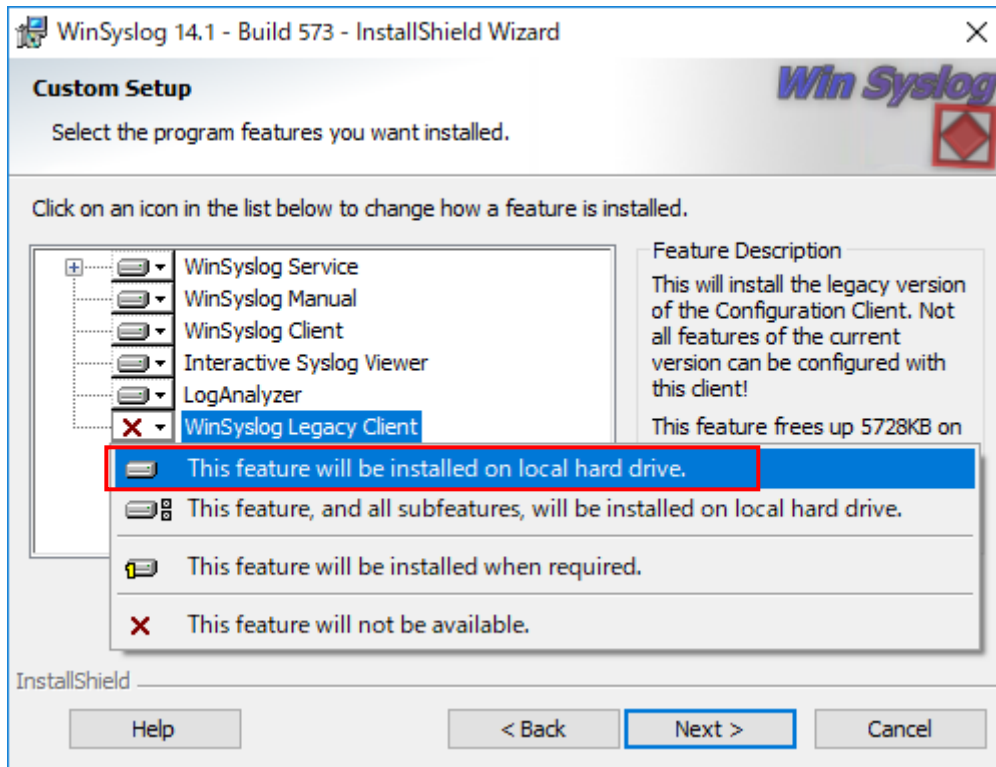 WinSyslog 14.1 - Build 573 - InstallShield Wizard
Custom Setup
Win Syslog
Select the program features you want installed.
Click on an icon in the list below to change how a feature is installed.
WinSyslog Service
WinSyslog Manual
WinSyslog Client
Interactive Syslog Viewer
LogAnalyzer
WinSyslog Legacy Client
Feature Description
This will install the legacy version
of the Configuration Client. Not
all features of the current
version can be configured with
this client!
This feature frees up 5728KB on
This feature will be installed on local hard drive.
This feature, and all subfeatures, will be installed on local hard drive.
This feature will be installed when required.
This feature will not be available.
InstallShield
Help
< Back
Next >
Cancel